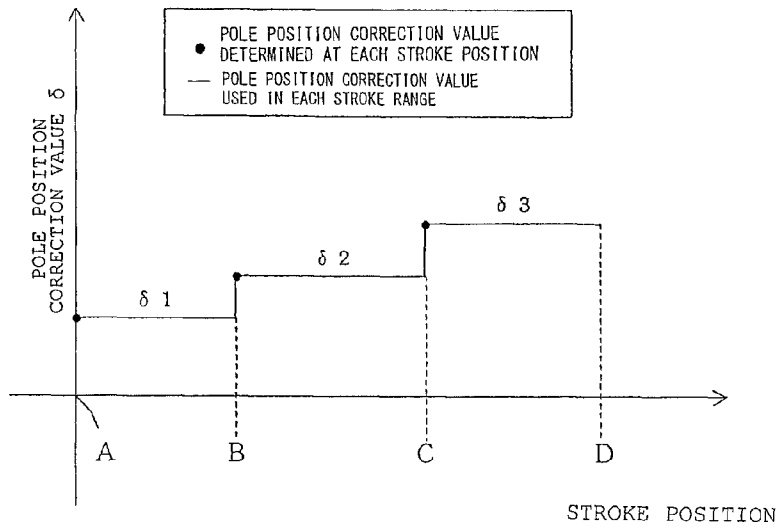 POLE POSITION CORRECTION VALUE
DETERMINED AT EACH STROKE POSITION
POLE POSITION CORRECTION VALUE
USED IN EACH STROKE RANGE
POLE POSITION
CORRECTION VALUE δ
δ 3
δ 2
δ 1
A
B
C
D
STROKE POSITION